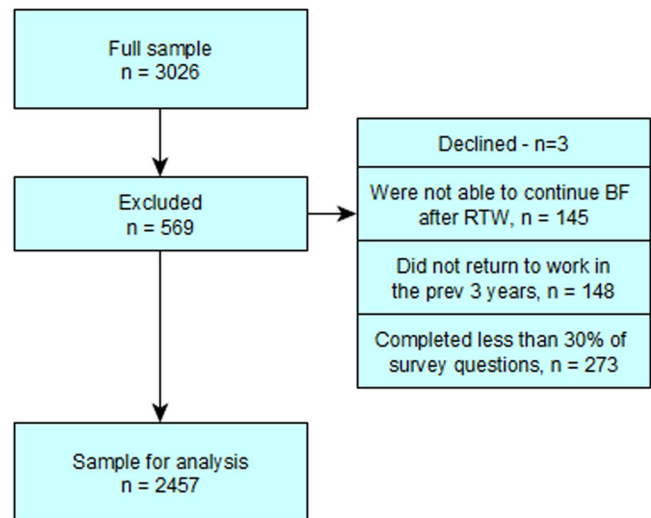 Full sample
n = 3026
Declined - n=3
Excluded
n = 569
Were not able to continue BF
after RTW, n = 145
Did not return to work in
the prev 3 years, n = 148
Completed less than 30% of
survey questions, n = 273
Sample for analysis
n = 2457